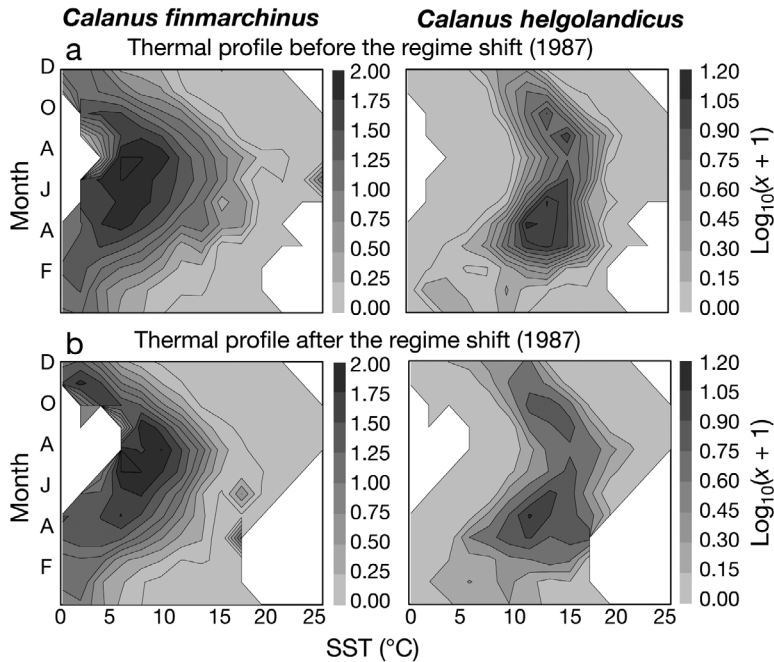 Calanus finmarchinus Calanus helgolandicus
a Thermal profile before the regime shift (1987)
D
O
A
J
A
F
Month
2.00
1.75
1.50
1.25
1.00
0.75
0.50
0.25
0.00
1.20
1.05
0.90
0.75
0.60
0.45
0.30
0.15
0.00
Log10(x + 1)
b Thermal profile after the regime shift (1987)
D
O
A
J
A
F
Month
2.00
1.75
1.50
1.25
1.00
0.75
0.50
0.25
0.00
1.20
1.05
0.90
0.75
0.60
0.45
0.30
0.15
0.00
Log10(x + 1)
0 5 10 15 20 25 0 5 10 15 20 25
SST (°C)